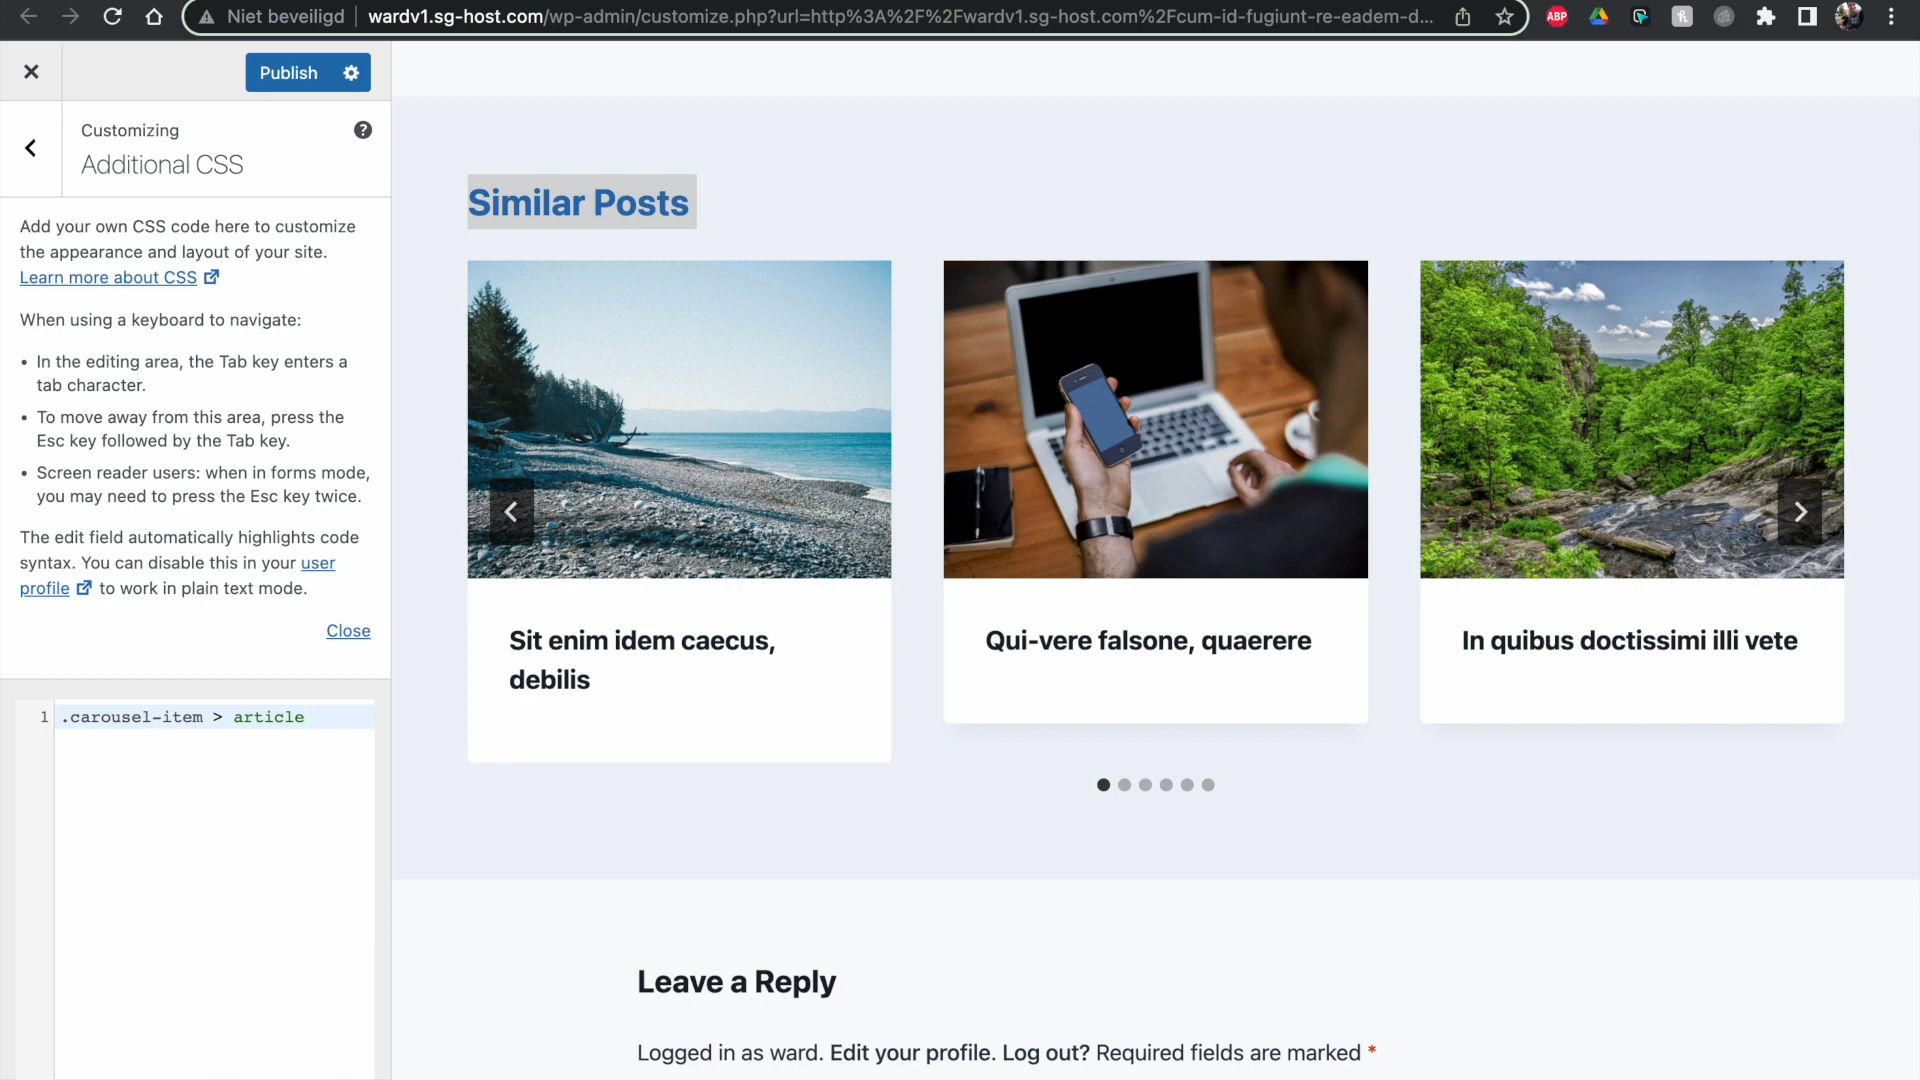 Niet beveiligd wardv1.sg-host.com/wp-admin/customize.php?url=http%3A%2F%2Fwardv1.sg-host.com%2Fcum-id-fugiunt-re-eadem-d...
ABP
Publish
Customizing
Additional CSS
Add your own CSS code here to customize
the appearance and layout of your site.
Learn more about CSS
When using a keyboard to navigate:
• In the editing area, the Tab key enters a
tab character.
• To move away from this area, press the
Esc key followed by the Tab key.
• Screen reader users: when in forms mode,
you may need to press the Esc key twice.
The edit field automatically highlights code
syntax. You can disable this in your user
profile to work in plain text mode.
Close
1 .carousel-item > article
Similar Posts
Sit enim idem caecus,
debilis
Qui-vere falsone, quaerere
In quibus doctissimi illi vete
Leave a Reply
Logged in as ward. Edit your profile. Log out? Required fields are marked *